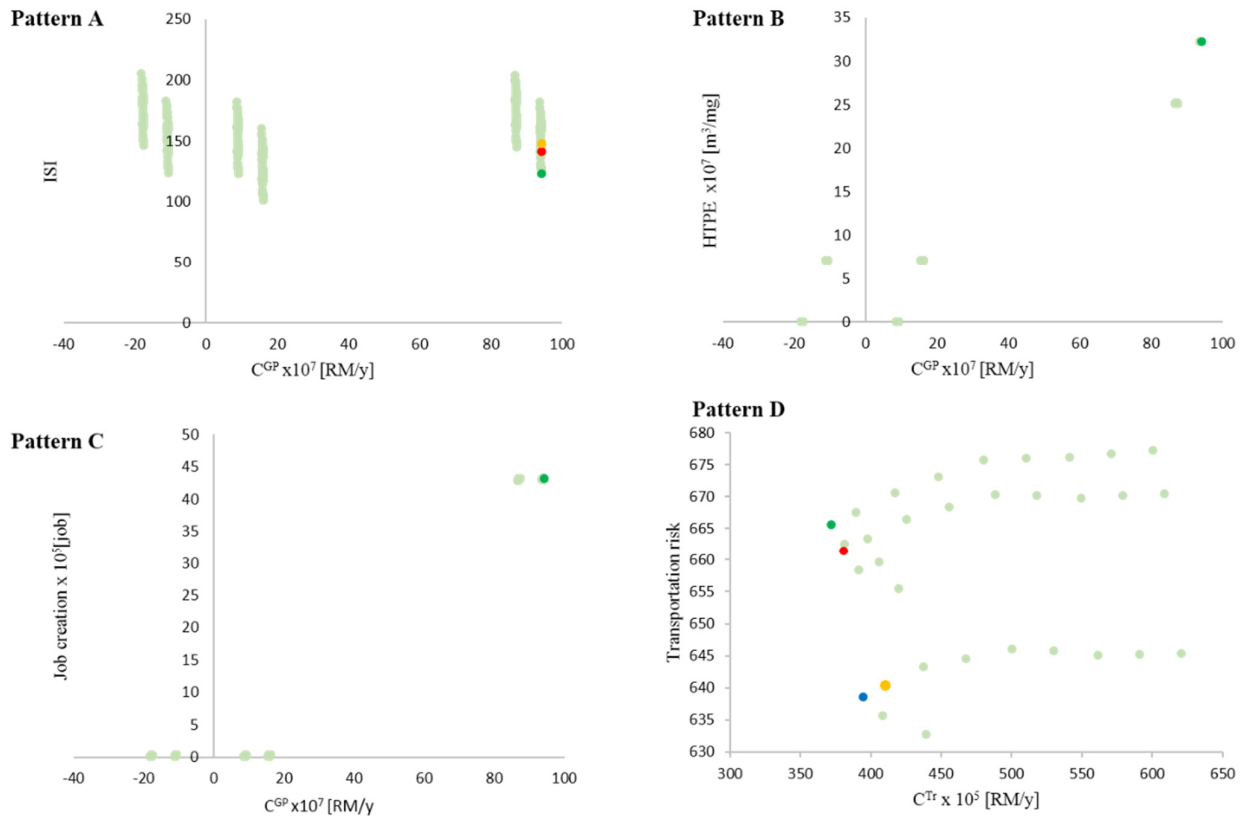 Pattern A
250
200
150
100
50
0
ISI
-40 -20 0 20 40 60 80 100
C^GP x10^7 [RM/y]
Pattern B
35
30
25
20
15
10
5
0
HTPE x10^7 [m^3/mg]
-40 -20 0 20 40 60 80 100
C^GP x10^7 [RM/y]
Pattern C
50
45
40
35
30
25
20
15
10
5
0
Job creation x 10^5[job]
-40 -20 0 20 40 60 80 100
C^GP x10^7 [RM/y
Pattern D
680
675
670
665
660
655
650
645
640
635
630
Transportation risk
300 350 400 450 500 550 600 650
C^Tr x 10^5 [RM/y]